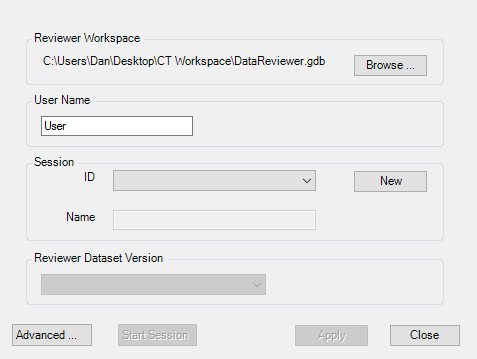 Reviewer Workspace
C:\Users\Dan\Desktop\CT Workspace\DataReviewer.gdb
Browse ...
User Name
User
Session
ID
New
Name
Reviewer Dataset Version
Advanced ...
Start Session
Apply
Close